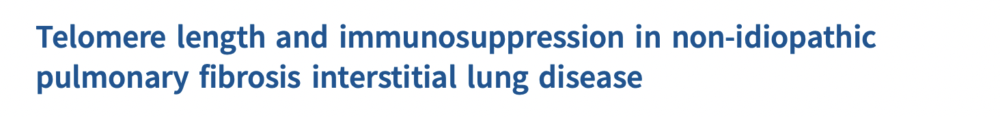 Telomere length and immunosuppression in non-idiopathic
pulmonary fibrosis interstitial lung disease